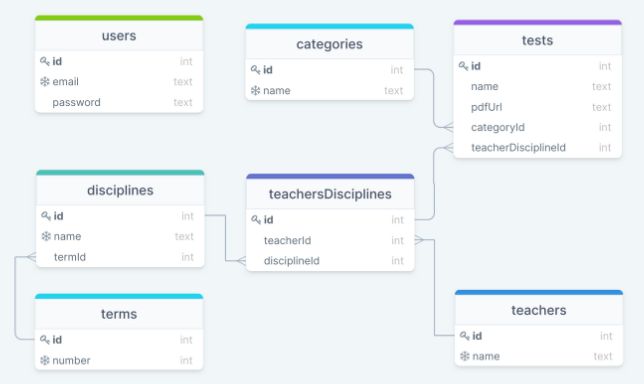 users
id int
email text
password text
categories
id int
name text
tests
id int
name text
pdfUrl text
categoryId int
teacherDisciplineId int
disciplines
id int
name text
termId int
teachersDisciplines
id int
teacherId int
disciplineId int
terms
id int
number int
teachers
id int
name text